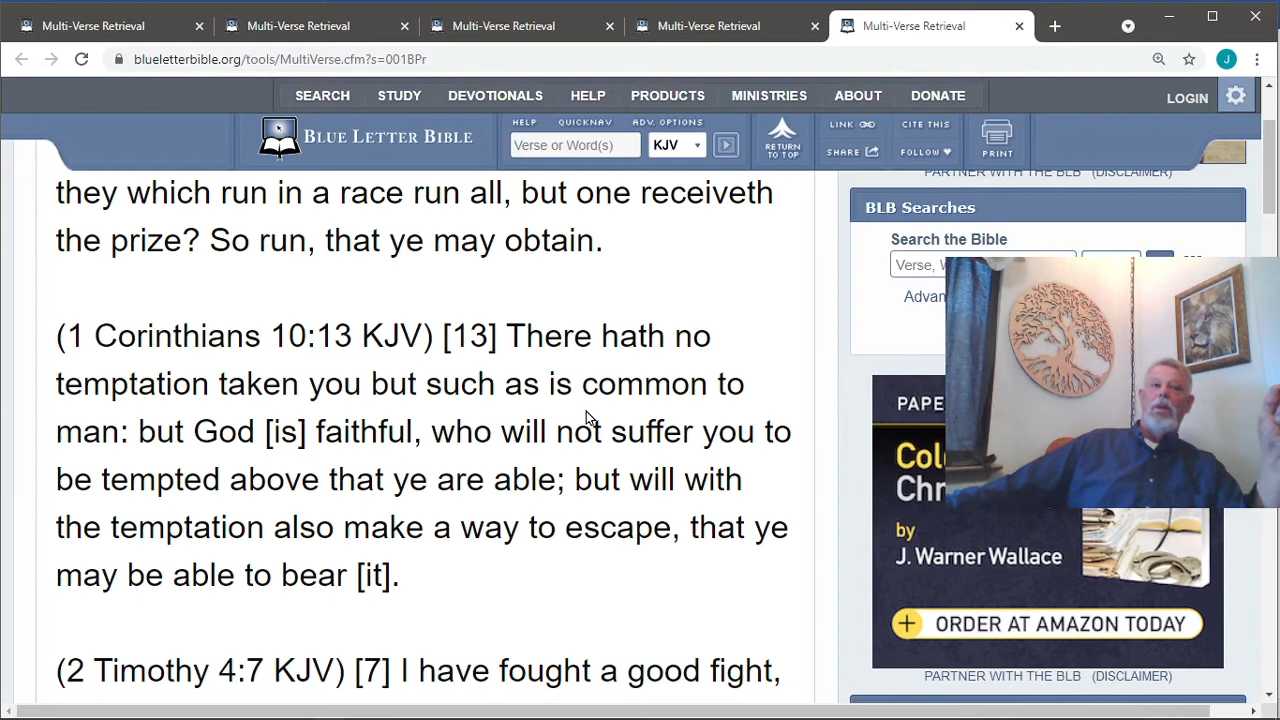 Multi-Verse Retrieval
Multi-Verse Retrieval
Multi-Verse Retrieval
Multi-Verse Retrieval
Multi-Verse Retrieval
blueletterbible.org/tools/MultiVerse.cfm?s=001BPr
J
SEARCH STUDY DEVOTIONALS HELP PRODUCTS MINISTRIES ABOUT DONATE
LOGIN
BLUE LETTER BIBLE
HELP QUICKNAV ADV. OPTIONS
Verse or Word(s)
KJV
RETURN
TO TOP
LINK
CITE THIS
SHARE
FOLLOW
PRINT
they which run in a race run all, but one receiveth
the prize? So run, that ye may obtain.
(1 Corinthians 10:13 KJV) [13] There hath no
temptation taken you but such as is common to
man: but God [is] faithful, who will not suffer you to
be tempted above that ye are able; but will with
the temptation also make a way to escape, that ye
may be able to bear [it].
(2 Timothy 4:7 KJV) [7] I have fought a good fight,
PARTNER WITH THE BLB (DISCLAIMER)
BLB Searches
Search the Bible
Verse,
Advan
PAPE
Col
Chr
by
J. Warner Wallace
ORDER AT AMAZON TODAY
PARTNER WITH THE BLB (DISCLAIMER)